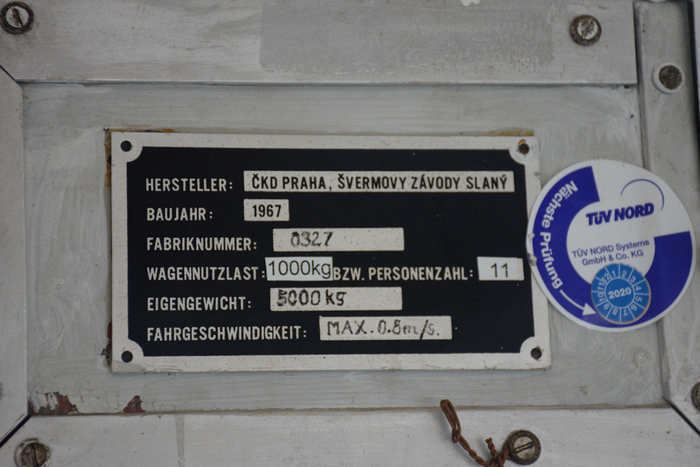 HERSTELLER: ČKD PRAHA, ŠVERMOVY ZÁVODY SLANÝ
BAUJAHR: 1967
FABRIKNUMMER: 0327
WAGENNUTZLAST: 1000kg BZW. PERSONENZAHL: 11
EIGENGEWICHT: 5000 kg
FAHRGESCHWINDIGKEIT: MAX. 0.5m/s.
Nächste Prüfung
TÜV NORD
TÜV NORD Systems
GmbH & Co. KG
2020